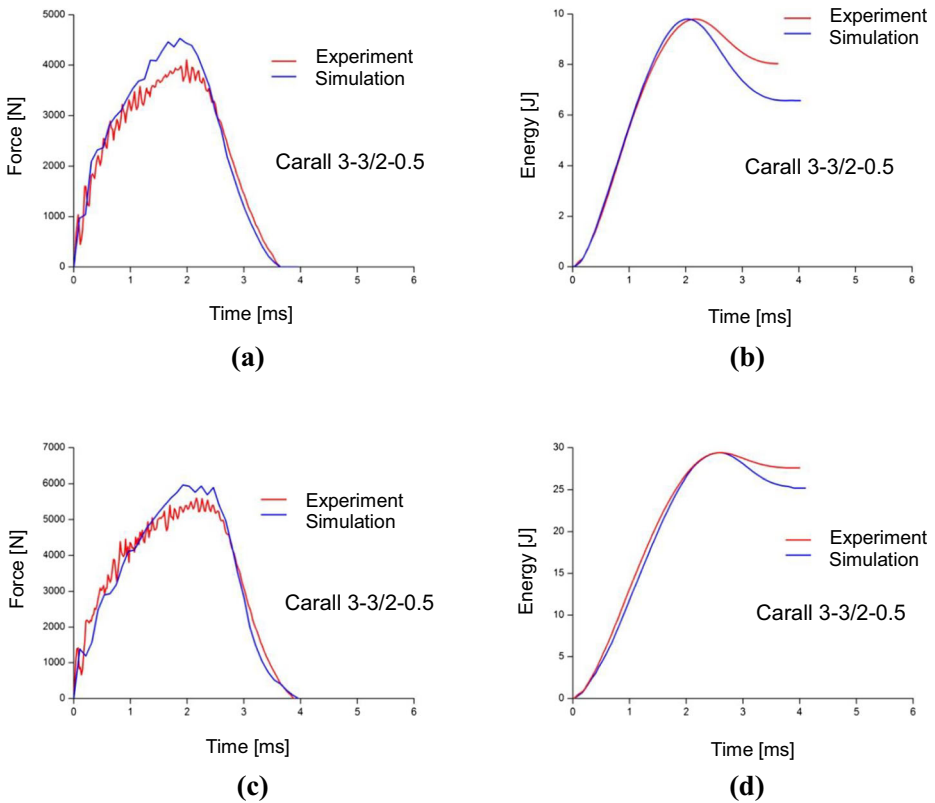 5000
4000
3000
2000
1000
0
0
1
2
3
4
5
6
Force [N]
Time [ms]
Experiment
Simulation
Carall 3-3/2-0.5
(a)
10
8
6
4
2
0
0
1
2
3
4
5
6
Energy [J]
Time [ms]
Experiment
Simulation
Carall 3-3/2-0.5
(b)
7000
6000
5000
4000
3000
2000
1000
0
0
1
2
3
4
5
6
Force [N]
Time [ms]
Experiment
Simulation
Carall 3-3/2-0.5
(c)
30
25
20
15
10
5
0
0
1
2
3
4
5
6
Energy [J]
Time [ms]
Experiment
Simulation
Carall 3-3/2-0.5
(d)